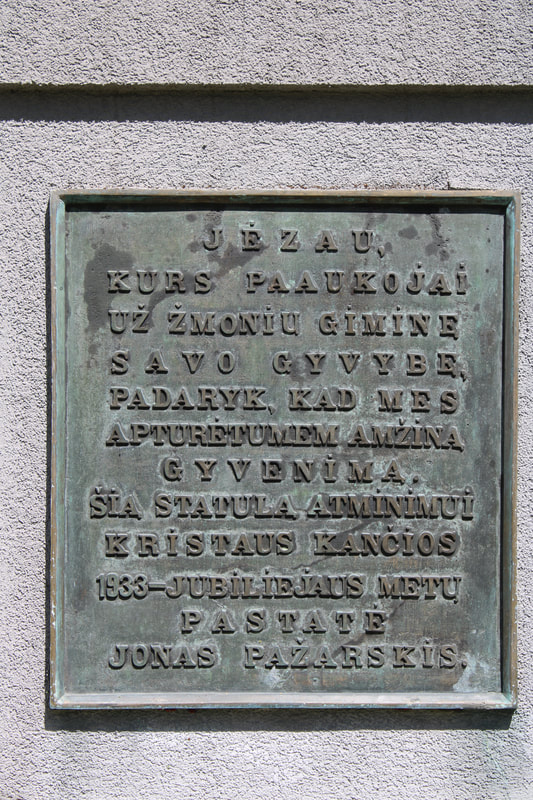 JĖZAU,
KURS PAAUKOJAI
UŽ ŽMONIŲ GIMINĘ
SAVO GYVYBĘ,
PADARYK, KAD MES
APTURĖTUMEM AMŽINĄ
GYVENIMĄ.
ŠIĄ STATULĄ ATMINIMUI
KRISTAUS KANČIOS
1933–JUBILIEJAUS METŲ
PASTATĖ
JONAS PAŽARSKIS.